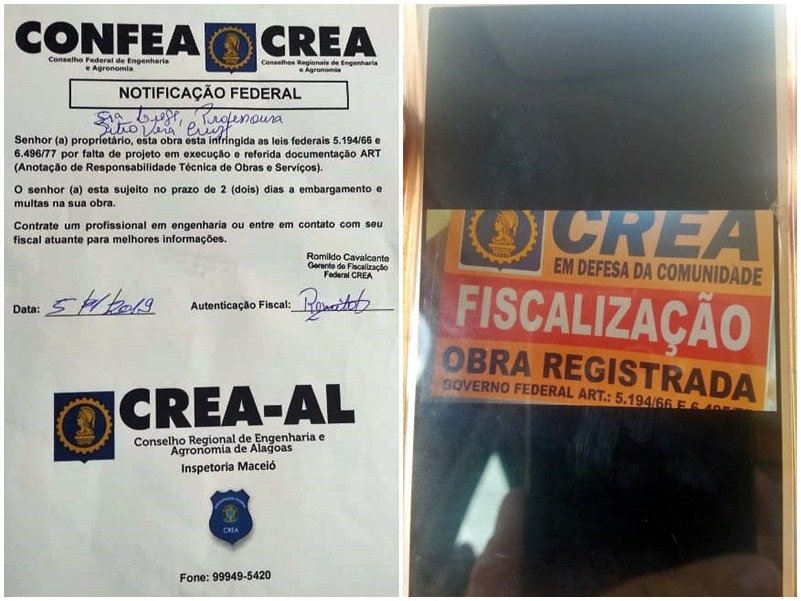 CONFEA CREA
Conselho Federal de Engenharia
e Agronomia
Conselhos Regionais de Engenharia
e Agronomia
NOTIFICAÇÃO FEDERAL
Sra Professora
Sitio Vera Cruz
Senhor (a) proprietário, esta obra esta infringida as leis federais 5.194/66 e
6.496/77 por falta de projeto em execução e referida documentação ART
(Anotação de Responsabilidade Técnica de Obras e Serviços).
O senhor (a) esta sujeito no prazo de 2 (dois) dias a embargamento e
multas na sua obra.
Contrate um profissional em engenharia ou entre em contato com seu
fiscal atuante para melhores informações.
Romildo Cavalcante
Gerente de Fiscalização
Federal CREA
Data: Autenticação Fiscal:
CREA-AL
Conselho Regional de Engenharia e
Agronomia de Alagoas
Inspetoria Maceió
CREA
Fone: 99949-5420
CREA
EM DEFESA DA COMUNIDADE
FISCALIZAÇÃO
OBRA REGISTRADA
GOVERNO FEDERAL ART.: 5.194/66 E